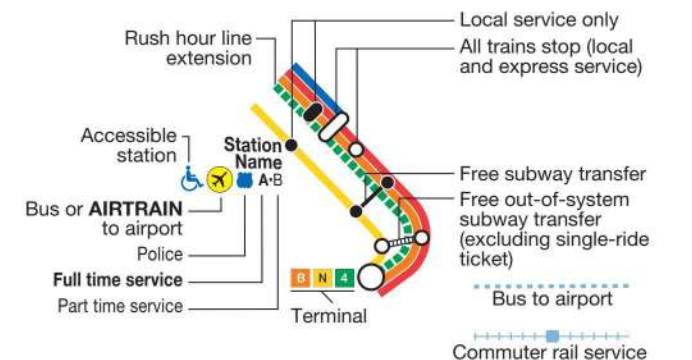 Local service only
Rush hour line
extension
All trains stop (local
and express service)
Accessible
station
Station
Name
A•B
Free subway transfer
Bus or AIRTRAIN
to airport
Free out-of-system
subway transfer
(excluding single-ride
ticket)
Police
Full time service
Part time service
B N 4
Terminal
Bus to airport
Commuter rail service